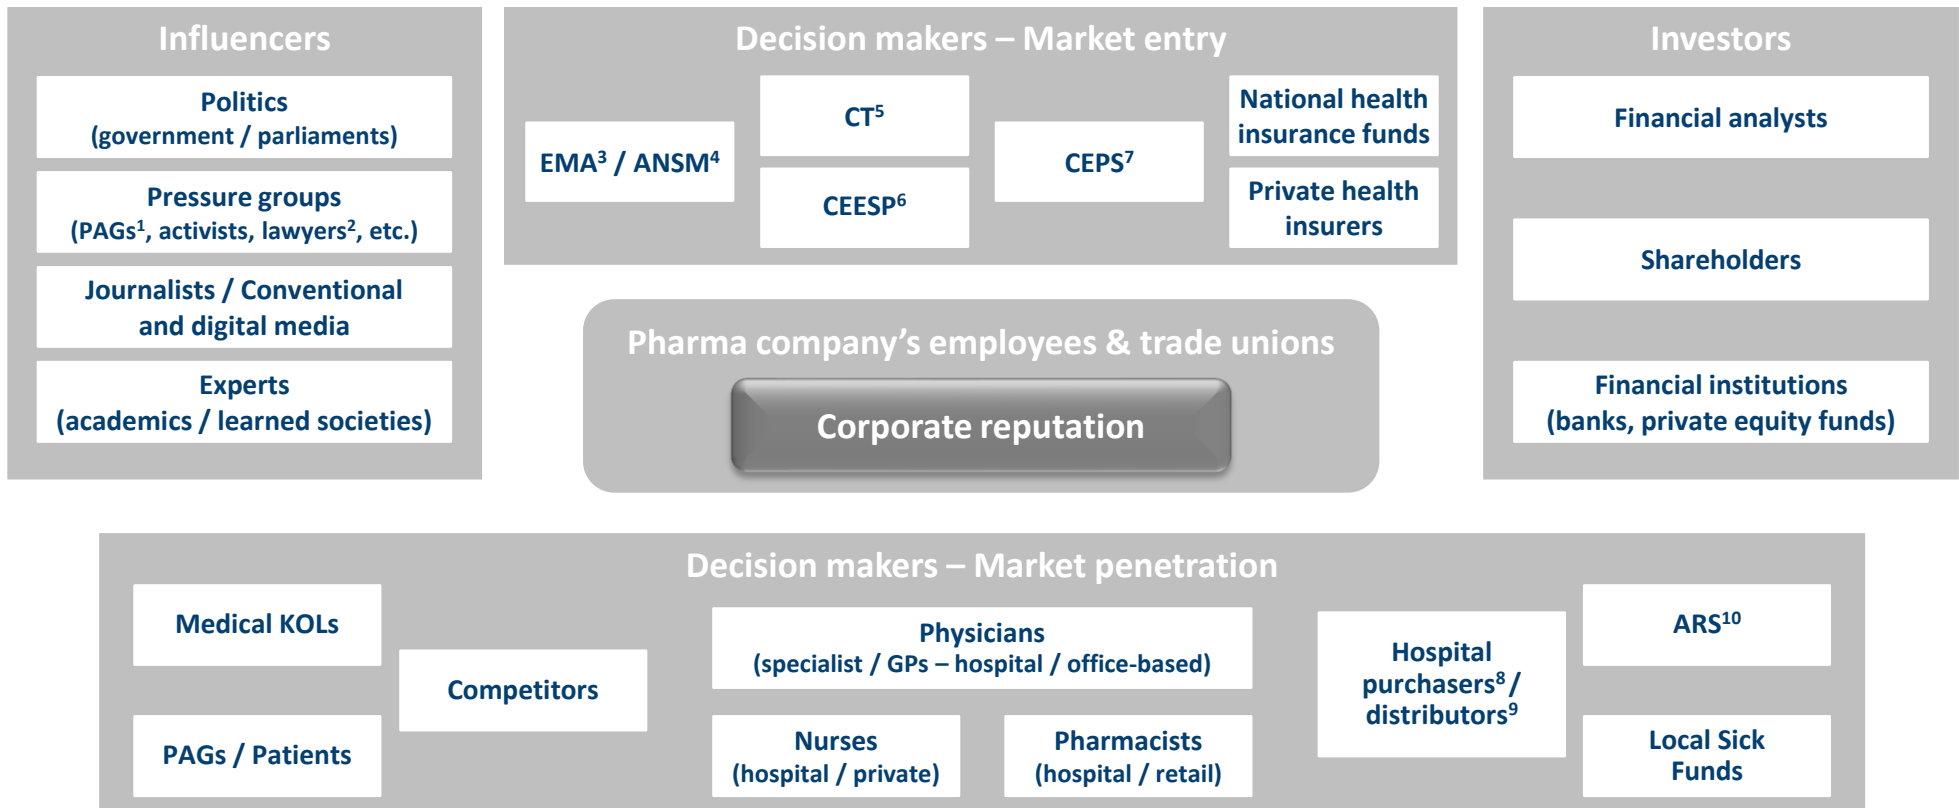 Influencers
Politics
(government / parliaments)
Pressure groups
(PAGs¹, activists, lawyers², etc.)
Journalists / Conventional
and digital media
Experts
(academics / learned societies)
Decision makers – Market entry
EMA³ / ANSM⁴
CT⁵
CEESP⁶
CEPS⁷
National health
insurance funds
Private health
insurers
Investors
Financial analysts
Shareholders
Financial institutions
(banks, private equity funds)
Pharma company’s employees & trade unions
Corporate reputation
Decision makers – Market penetration
Medical KOLs
PAGs / Patients
Competitors
Physicians
(specialist / GPs – hospital / office-based)
Nurses
(hospital / private)
Pharmacists
(hospital / retail)
Hospital
purchasers⁸ /
distributors⁹
ARS¹⁰
Local Sick
Funds